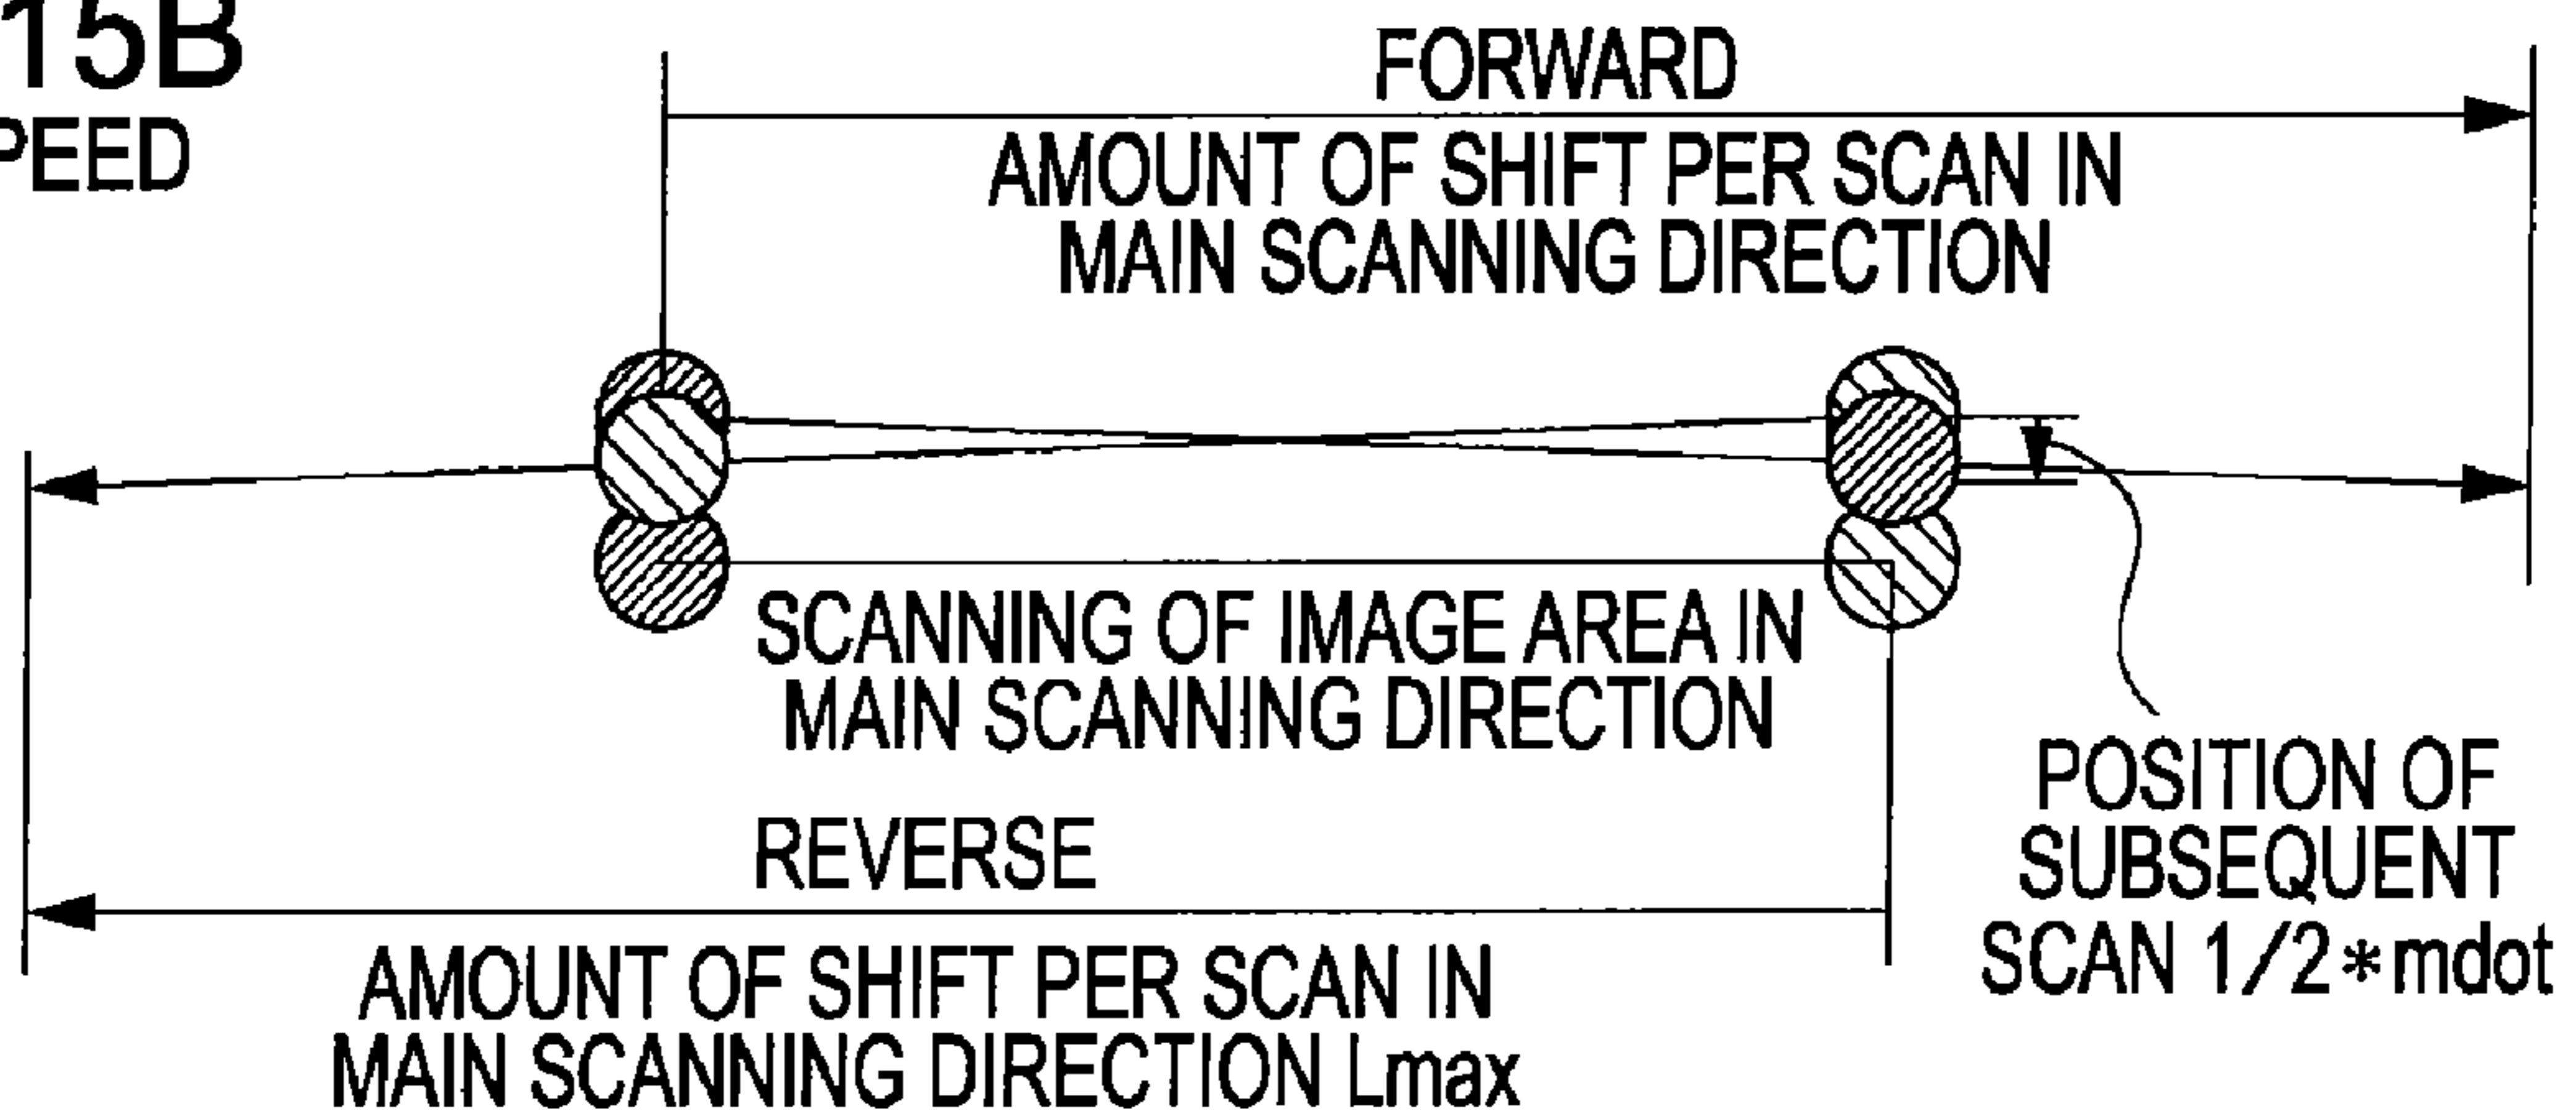 15B
PEED
FORWARD
AMOUNT OF SHIFT PER SCAN IN
MAIN SCANNING DIRECTION
SCANNING OF IMAGE AREA IN
MAIN SCANNING DIRECTION
POSITION OF
SUBSEQUENT
SCAN 1/2*mdot
REVERSE
AMOUNT OF SHIFT PER SCAN IN
MAIN SCANNING DIRECTION Lmax